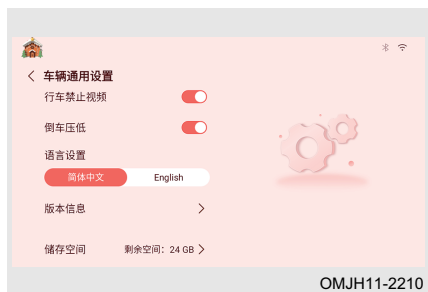 车辆通用设置
行车禁止视频
倒车压低
语言设置
简体中文 English
版本信息
储存空间 剩余空间：24 GB
OMJH11-2210